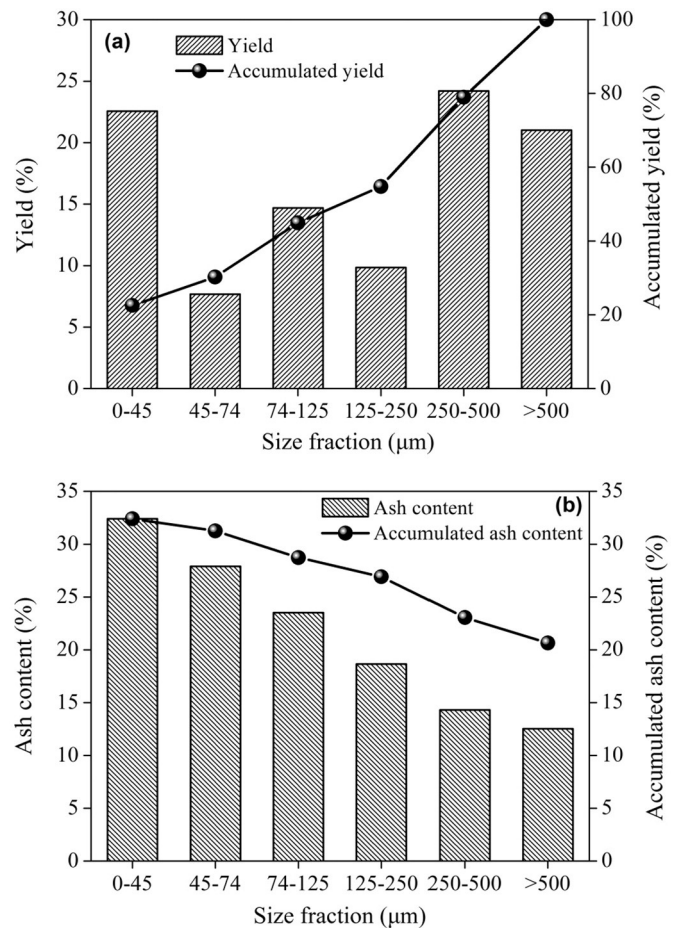 (a)
Yield
Accumulated yield
30
25
20
15
10
5
0
100
80
60
40
20
0
Yield (%)
Accumulated yield (%)
0-45 45-74 74-125 125-250 250-500 >500
Size fraction (μm)
(b)
Ash content
Accumulated ash content
35
30
25
20
15
10
5
0
35
30
25
20
15
10
5
0
Ash content (%)
Accumulated ash content (%)
0-45 45-74 74-125 125-250 250-500 >500
Size fraction (μm)